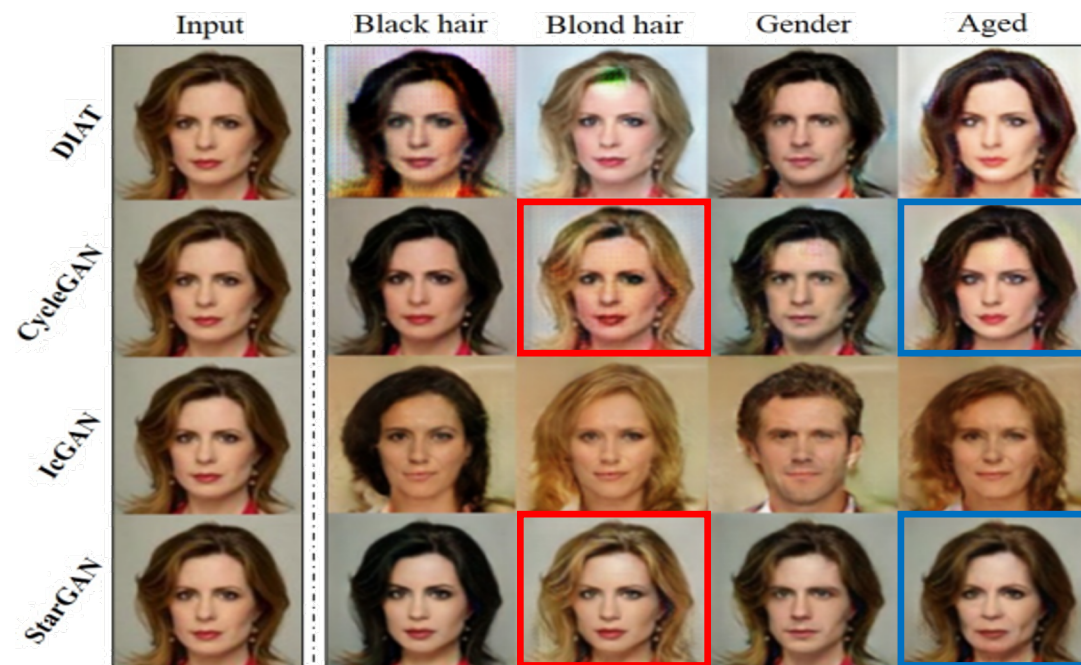 Input Black hair Blond hair Gender Aged
DIAT
CycleGAN
IcGAN
StarGAN